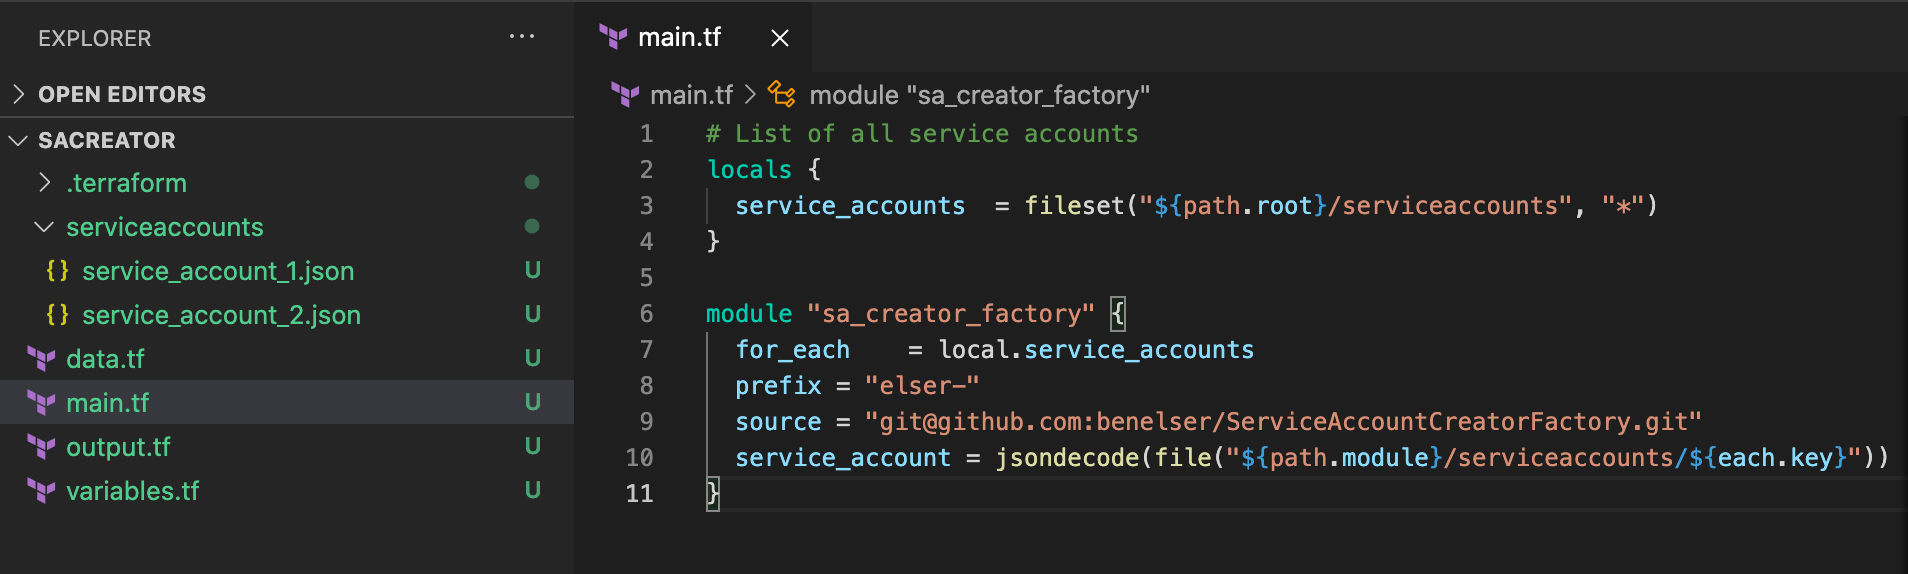 EXPLORER ...
OPEN EDITORS
SACREATOR
.terraform
serviceaccounts
{} service_account_1.json U
{} service_account_2.json U
data.tf U
main.tf U
output.tf U
variables.tf U
main.tf
main.tf > module "sa_creator_factory"
1 # List of all service accounts
2 locals {
3   service_accounts  = fileset("${path.root}/serviceaccounts", "*")
4 }
5
6 module "sa_creator_factory" {
7   for_each    = local.service_accounts
8   prefix = "elser-"
9   source = "git@github.com:benelser/ServiceAccountCreatorFactory.git"
10   service_account = jsondecode(file("${path.module}/serviceaccounts/${each.key}"))
11 }